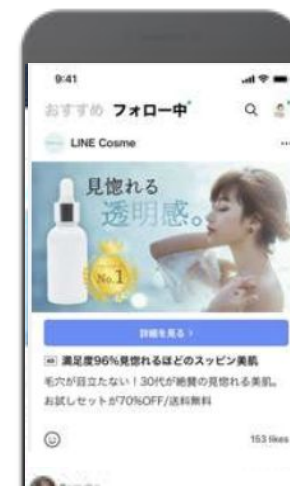 9:41
おすすめ フォロー中
LINE Cosme
見惚れる
透明感。
No.1
詳細を見る >
満足度96%見惚れるほどのスッピン美肌
毛穴が目立たない！30代が絶賛の見惚れる美肌。
お試しセットが70%OFF/送料無料
153 likes